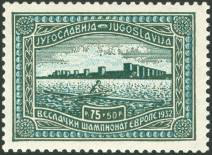 ЈУГОСЛАВИЈА JUGOSLAVIJA
P. 75+50 P.
ВЕСЛАЧКИ ШАМПИОНАТ ЕВРОПЕ 1932